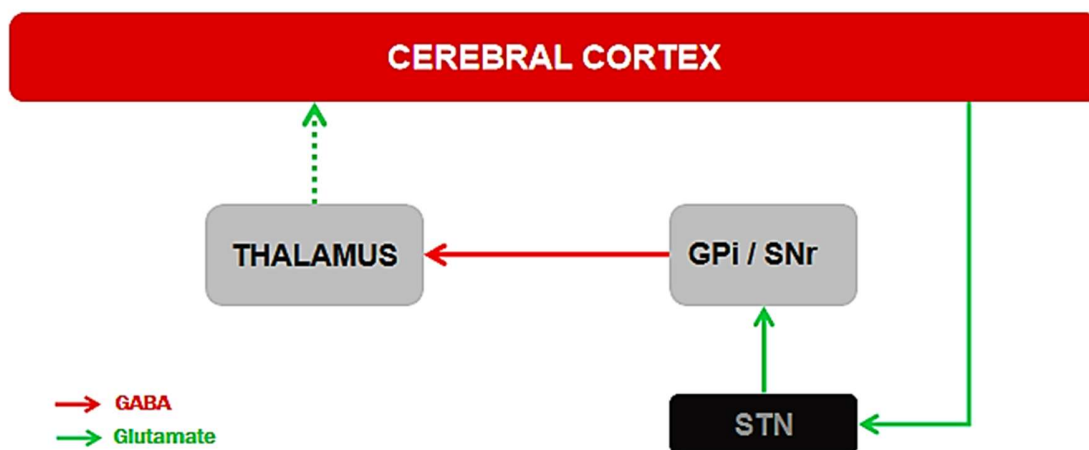 CEREBRAL CORTEX
THALAMUS
GPi / SNr
STN
GABA
Glutamate